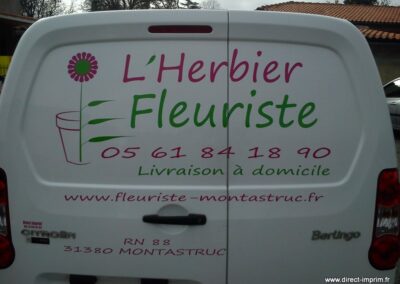 L'Herbier
Fleuriste
05 61 84 18 90
Livraison à domicile
www.fleuriste-montastruc.fr
CITROËN
Berlingo
RN 88
31380 MONTASTRUC
www.direct-imprim.fr